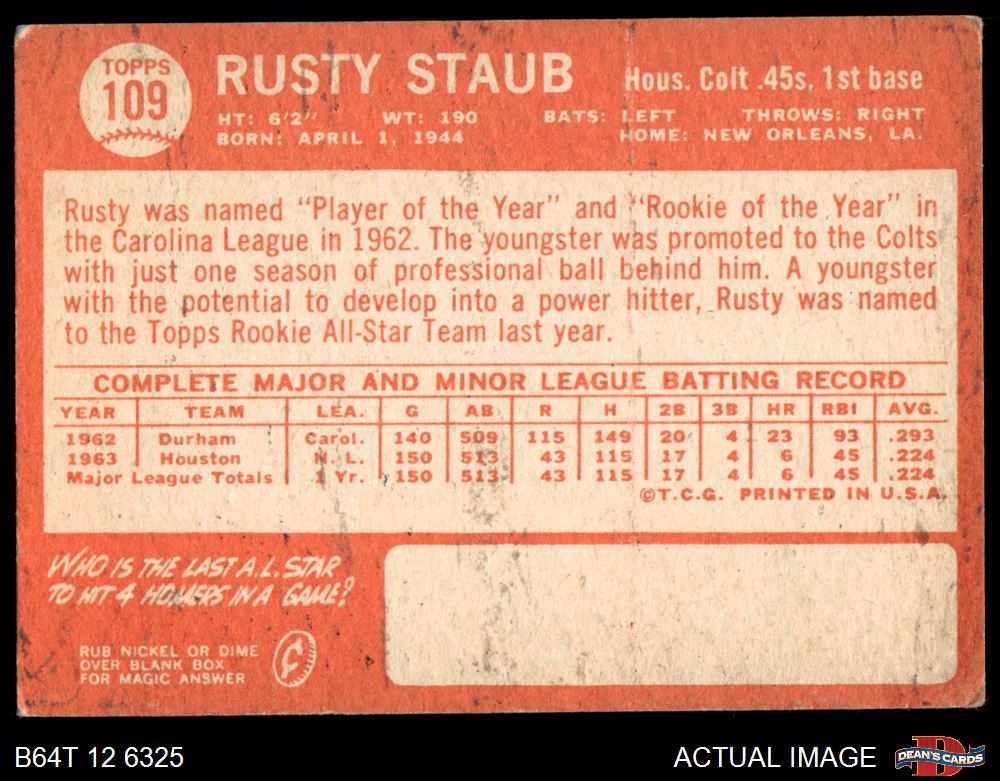 TOPPS
109
RUSTY STAUB
Hous. Colt .45s, 1st base
HT: 6'2" WT: 190 BATS: LEFT THROWS: RIGHT
BORN: APRIL 1, 1944 HOME: NEW ORLEANS, LA.
Rusty was named "Player of the Year" and "Rookie of the Year" in
the Carolina League in 1962. The youngster was promoted to the Colts
with just one season of professional ball behind him. A youngster
with the potential to develop into a power hitter, Rusty was named
to the Topps Rookie All-Star Team last year.
COMPLETE MAJOR AND MINOR LEAGUE BATTING RECORD
YEAR TEAM LEA. G AB R H 2B 3B HR RBI AVG.
1962 Durham Carol. 140 509 115 149 20 4 23 93 .293
1963 Houston N. L. 150 513 43 115 17 4 6 45 .224
Major League Totals 1 Yr. 150 513 43 115 17 4 6 45 .224
©T.C.G. PRINTED IN U.S.A.
WHO IS THE LAST A.L. STAR
TO HIT 4 HOMERS IN A GAME?
RUB NICKEL OR DIME
OVER BLANK BOX
FOR MAGIC ANSWER
¢
B64T 12 6325
ACTUAL IMAGE
D
DEAN'S CARDS